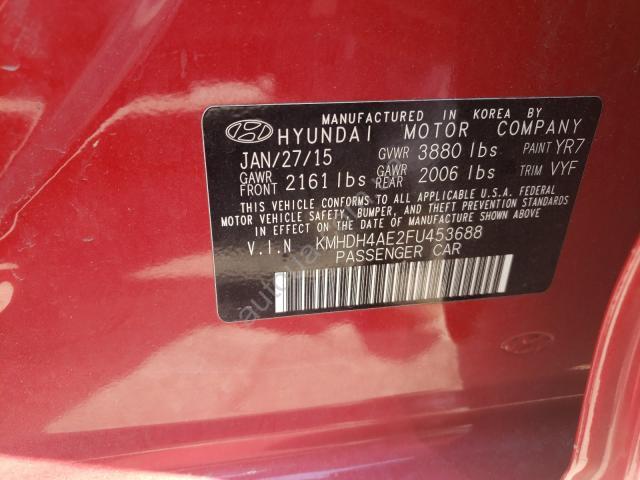 MANUFACTURED IN KOREA BY
HYUNDAI MOTOR COMPANY
JAN/27/15 GVWR 3880 lbs PAINT YR7
GAWR FRONT 2161 lbs GAWR REAR 2006 lbs TRIM VYF
THIS VEHICLE CONFORMS TO ALL APPLICABLE U.S.A. FEDERAL
MOTOR VEHICLE SAFETY, BUMPER, AND THEFT PREVENTION
STANDARDS IN EFFECT ON THE DATE OF MANUFACTURE SHOWN ABOVE.
V.I.N KMHDH4AE2FU453688
PASSENGER CAR